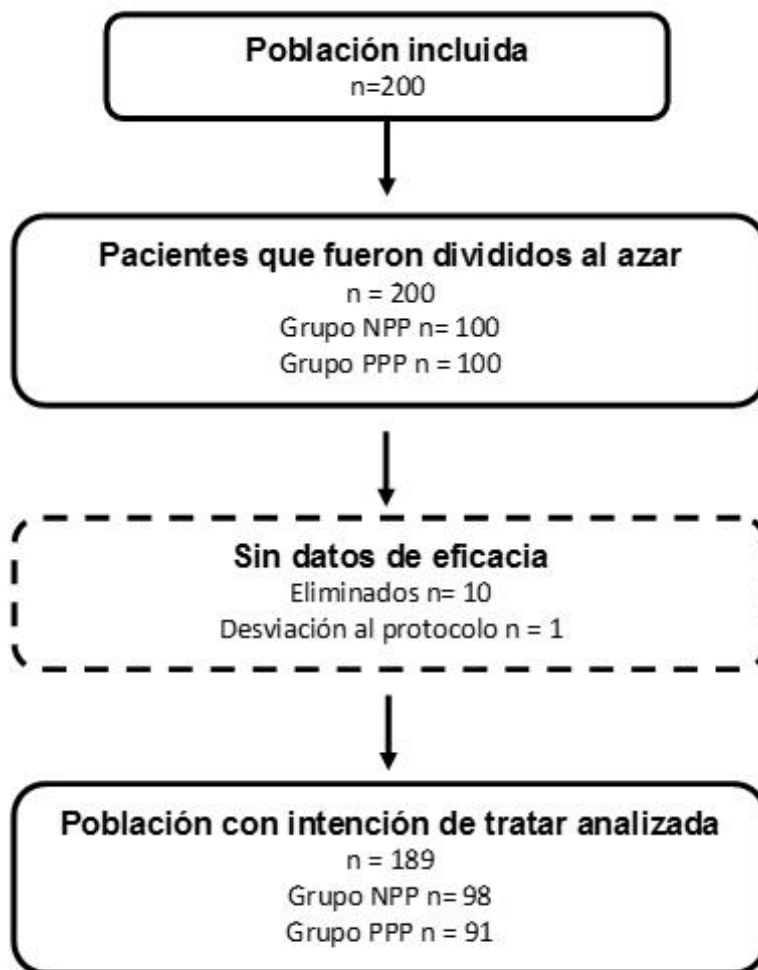 Población incluida
n=200
Pacientes que fueron divididos al azar
n = 200
Grupo NPP n= 100
Grupo PPP n = 100
Sin datos de eficacia
Eliminados n= 10
Desviación al protocolo n = 1
Población con intención de tratar analizada
n = 189
Grupo NPP n= 98
Grupo PPP n = 91